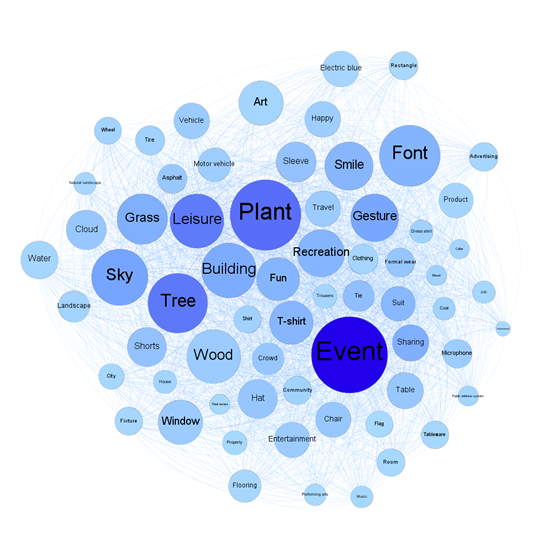 Electric blue
Rectangle
Art
Vehicle
Happy
Wheel
Tire
Font
Advertising
Motor vehicle
Sleeve
Smile
Asphalt
Natural landscape
Product
Plant
Travel
Gesture
Grass
Leisure
Cloud
Dress shirt
Recreation
Water
Clothing
Formal wear
Building
Sky
Fun
Tree
Trousers
Tie
Suit
Coat
Landscape
Shirt
T-shirt
Sharing
Shorts
Event
Microphone
Wood
Crowd
City
House
Community
Table
Public address system
Hat
Real estate
Window
Fixture
Chair
Flag
Tableware
Property
Entertainment
Room
Flooring
Performing arts
Music